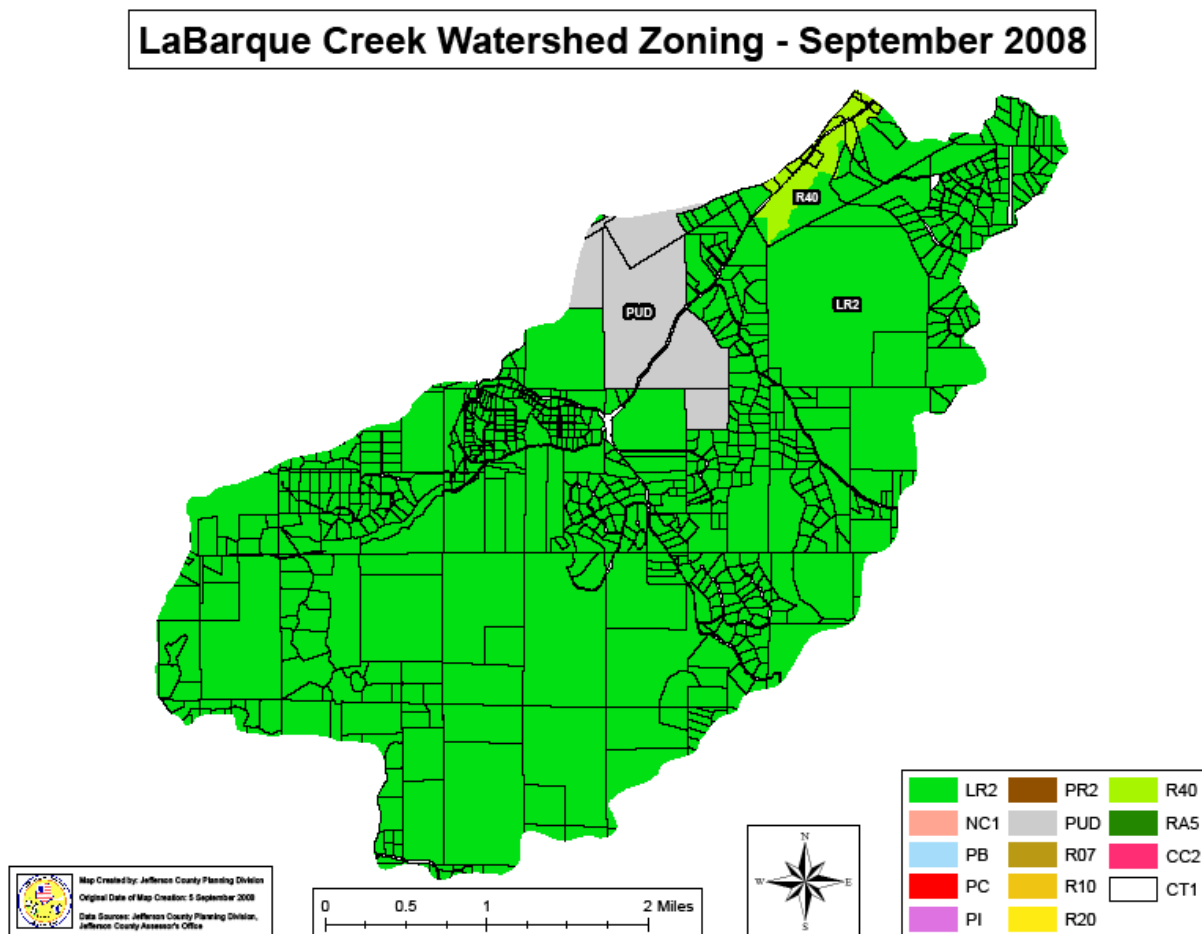 LaBarque Creek Watershed Zoning - September 2008
R40
LR2
PUD
LR2 PR2 R40
NC1 PUD RA5
PB R07 CC2
PC R10 CT1
PI R20
N
W E
S
Map Created by: Jefferson County Planning Division
Original Date of Map Creation: 5 September 2008
Data Sources: Jefferson County Planning Division,
Jefferson County Assessor's Office
0 0.5 1 2 Miles